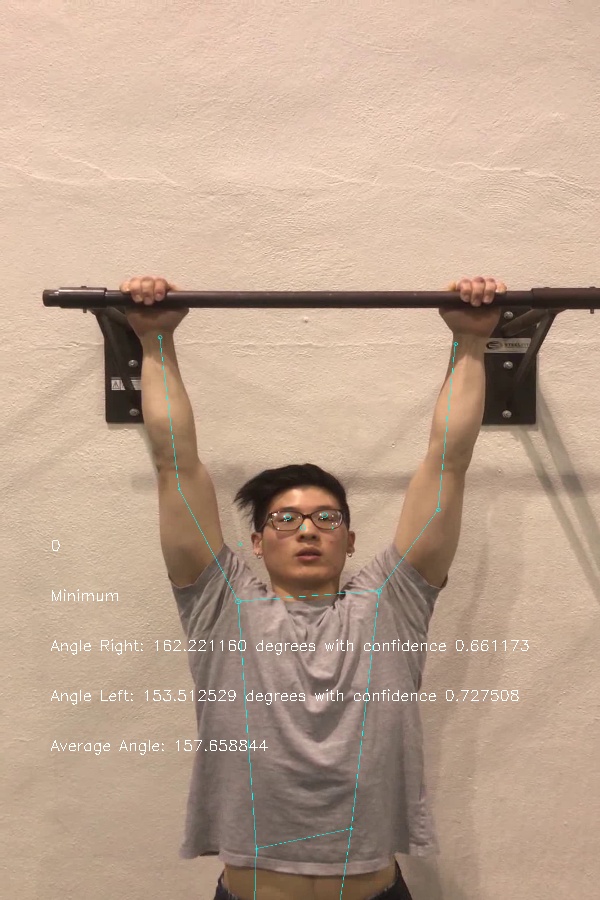 0
Minimum
Angle Right: 162.221160 degrees with confidence 0.661173
Angle Left: 153.512529 degrees with confidence 0.727508
Average Angle: 157.658844